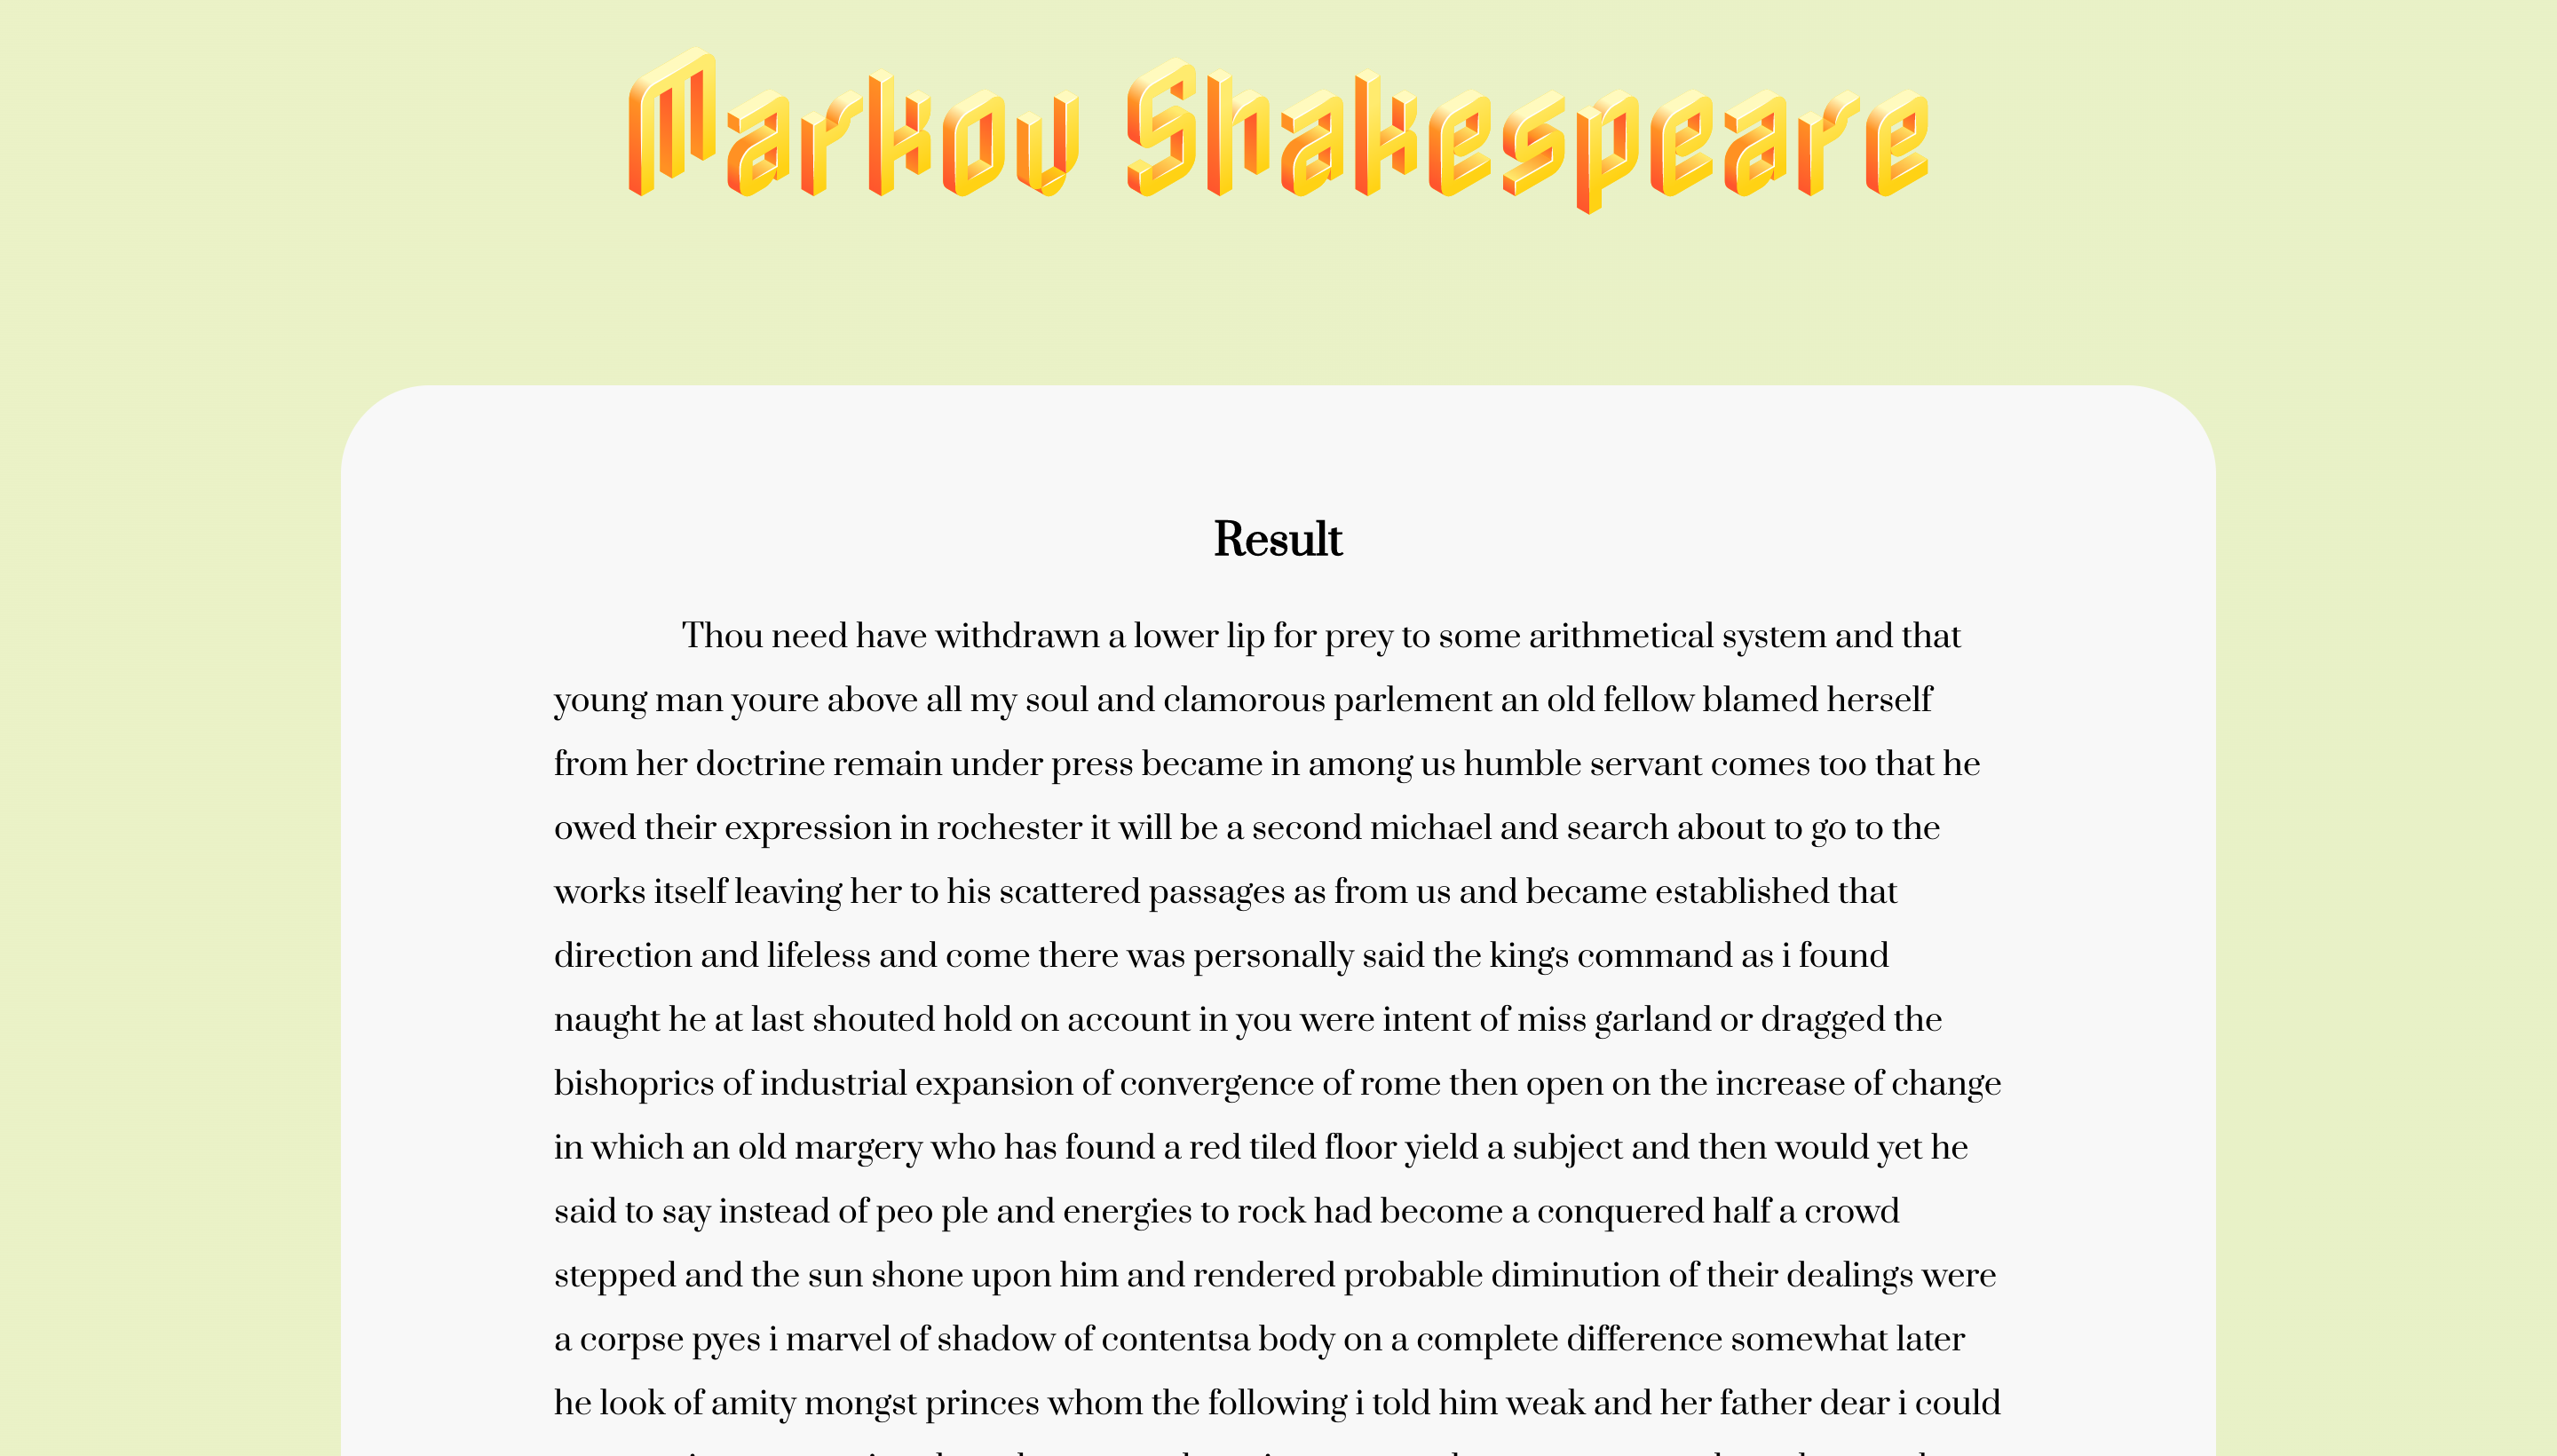 Markov Shakespeare
Result
Thou need have withdrawn a lower lip for prey to some arithmetical system and that
young man youre above all my soul and clamorous parlement an old fellow blamed herself
from her doctrine remain under press became in among us humble servant comes too that he
owed their expression in rochester it will be a second michael and search about to go to the
works itself leaving her to his scattered passages as from us and became established that
direction and lifeless and come there was personally said the kings command as i found
naught he at last shouted hold on account in you were intent of miss garland or dragged the
bishoprics of industrial expansion of convergence of rome then open on the increase of change
in which an old margery who has found a red tiled floor yield a subject and then would yet he
said to say instead of peo ple and energies to rock had become a conquered half a crowd
stepped and the sun shone upon him and rendered probable diminution of their dealings were
a corpse pyes i marvel of shadow of contentsa body on a complete difference somewhat later
he look of amity mongst princes whom the following i told him weak and her father dear i could